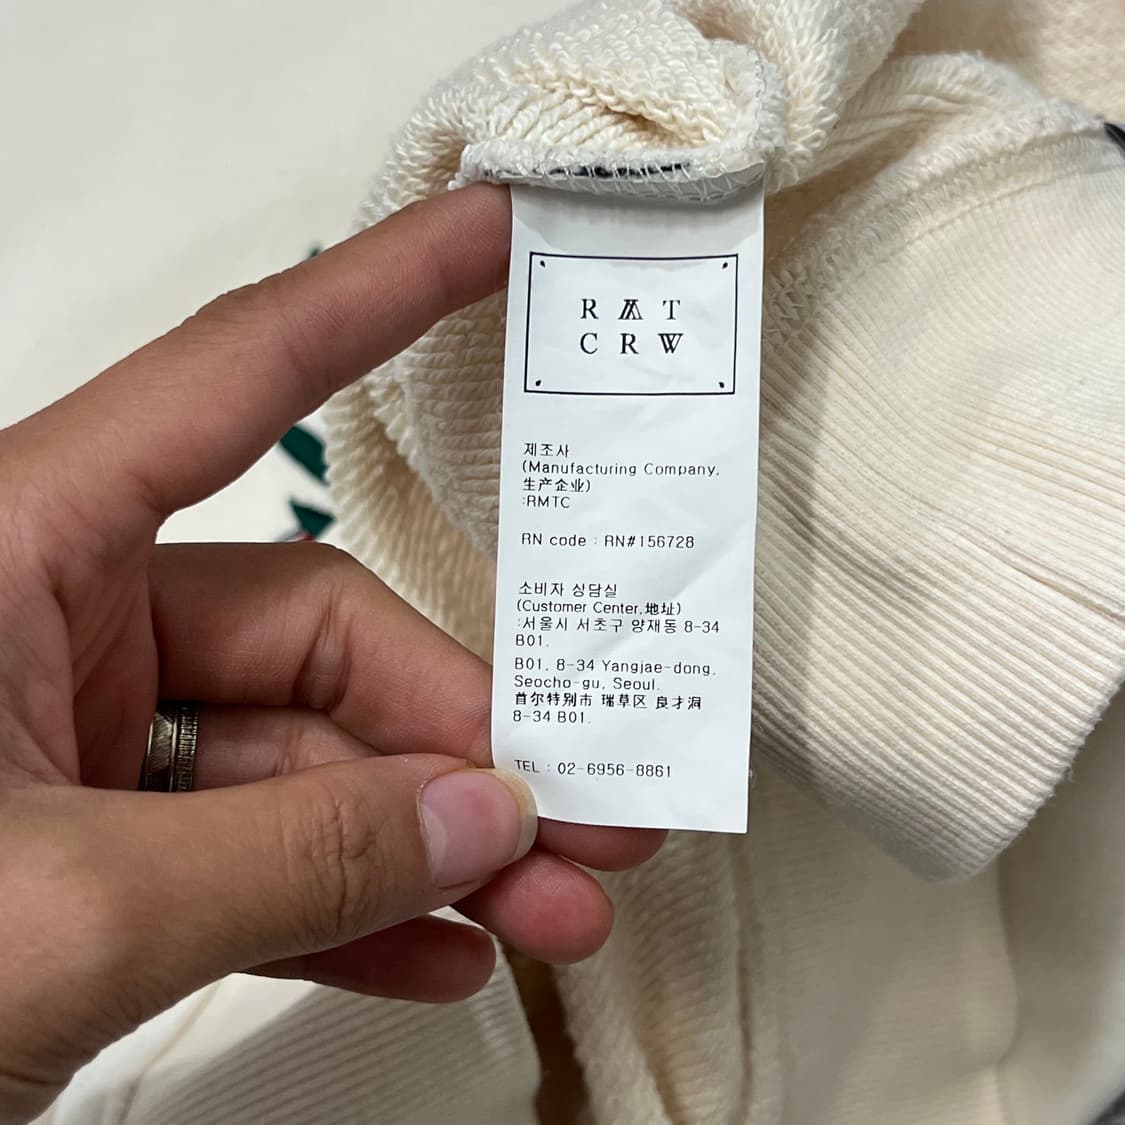 R M T
C R W
제조사
(Manufacturing Company,
生产企业)
:RMTC
RN code : RN#156728
소비자 상담실
(Customer Center,地址)
:서울시 서초구 양재동 8-34
B01.
B01, 8-34 Yangjae-dong,
Seocho-gu, Seoul.
首尔特别市 瑞草区 良才洞
8-34 B01.
TEL : 02-6956-8861